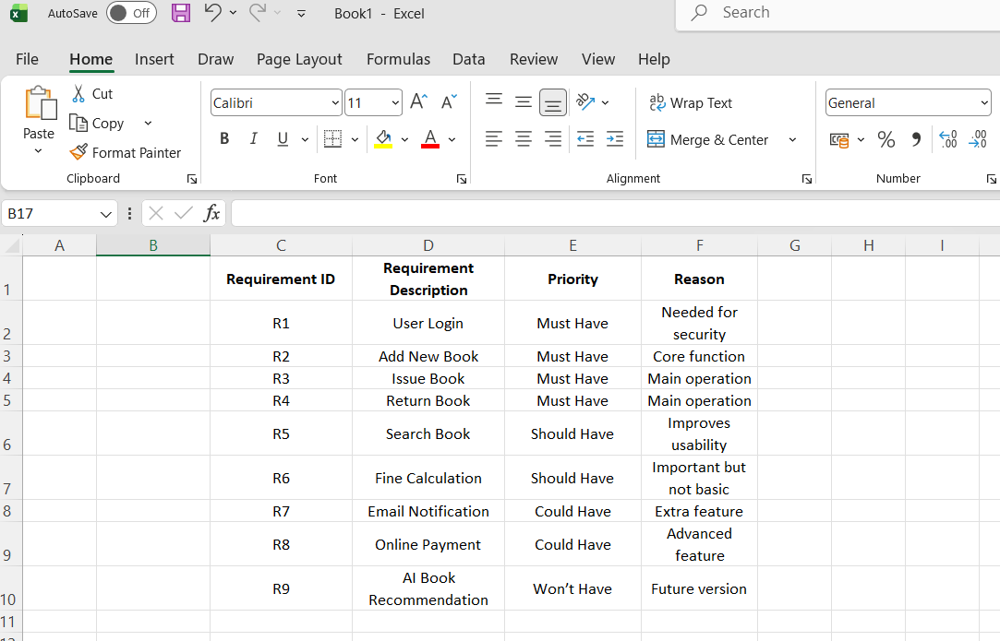 AutoSave Off Book1 - Excel Search
File Home Insert Draw Page Layout Formulas Data Review View Help
Paste
Cut
Copy
Format Painter
Clipboard
Calibri 11
B I U A
Font
Wrap Text
Merge & Center
Alignment
General
Number
B17 fx
A B C D E F G H I
1 Requirement ID Requirement Description Priority Reason
2 R1 User Login Must Have Needed for security
3 R2 Add New Book Must Have Core function
4 R3 Issue Book Must Have Main operation
5 R4 Return Book Must Have Main operation
6 R5 Search Book Should Have Improves usability
7 R6 Fine Calculation Should Have Important but not basic
8 R7 Email Notification Could Have Extra feature
9 R8 Online Payment Could Have Advanced feature
10 R9 AI Book Recommendation Won’t Have Future version
11